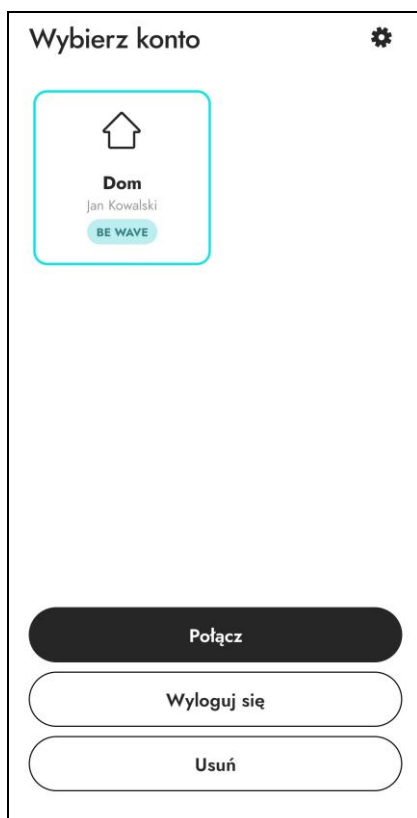 Wybierz konto
Dom
Jan Kowalski
BE WAVE
Połącz
Wyloguj się
Usuń